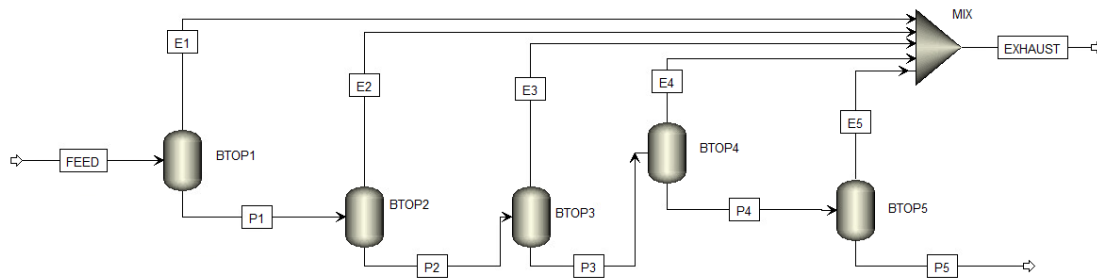 MIX
E1
EXHAUST
E2
E3
E4
E5
BTOP1
BTOP4
FEED
BTOP2
BTOP3
BTOP5
P1
P4
P2
P3
P5